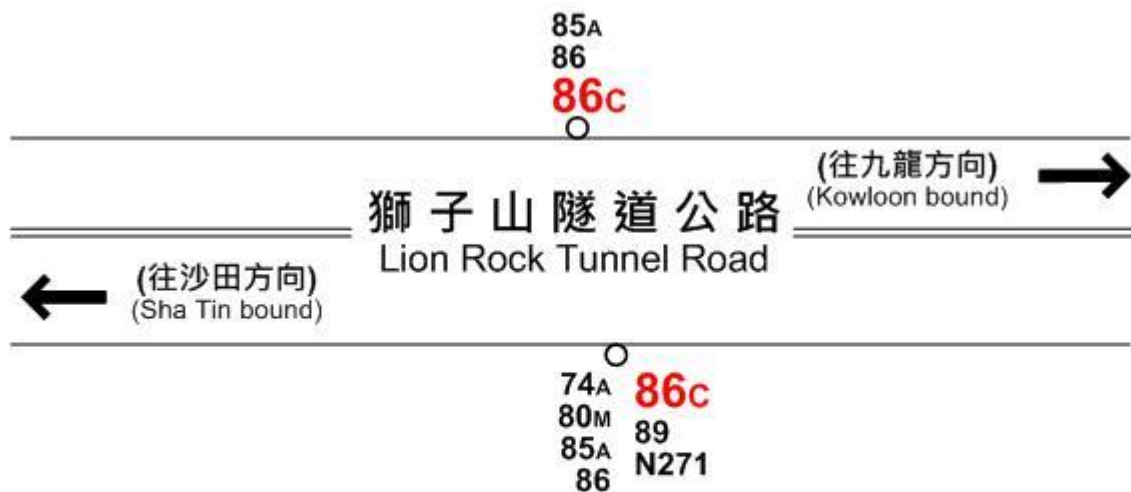 85A
86
86C
(往九龍方向)
(Kowloon bound)
獅子山隧道公路
Lion Rock Tunnel Road
(往沙田方向)
(Sha Tin bound)
74A
80M
85A
86
86C
89
N271